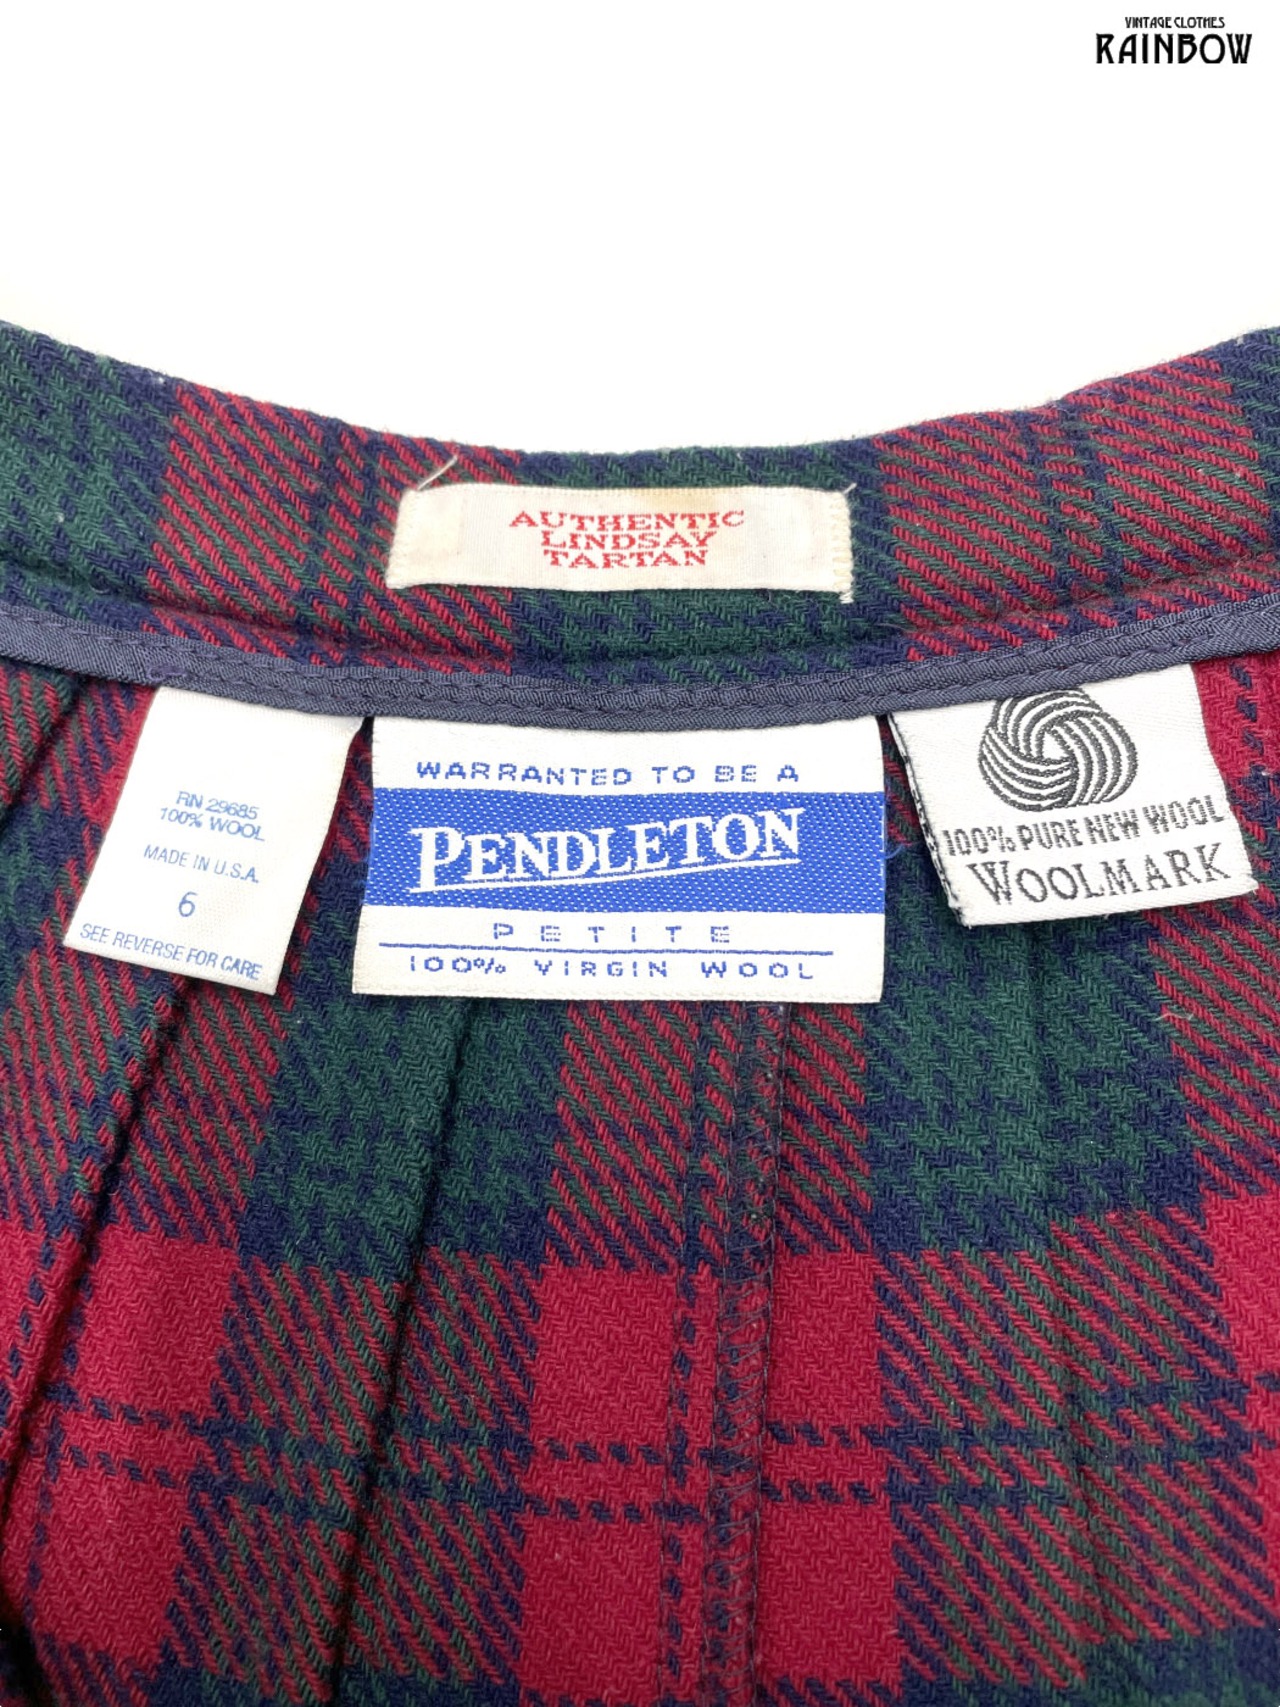 VINTAGE CLOTHES
RAINBOW
AUTHENTIC
LINDSAY
TARTAN
RN 29685
100% WOOL
MADE IN U.S.A.
6
SEE REVERSE FOR CARE
WARRANTED TO BE A
PENDLETON
PETITE
100% VIRGIN WOOL
100% PURE NEW WOOL
WOOLMARK